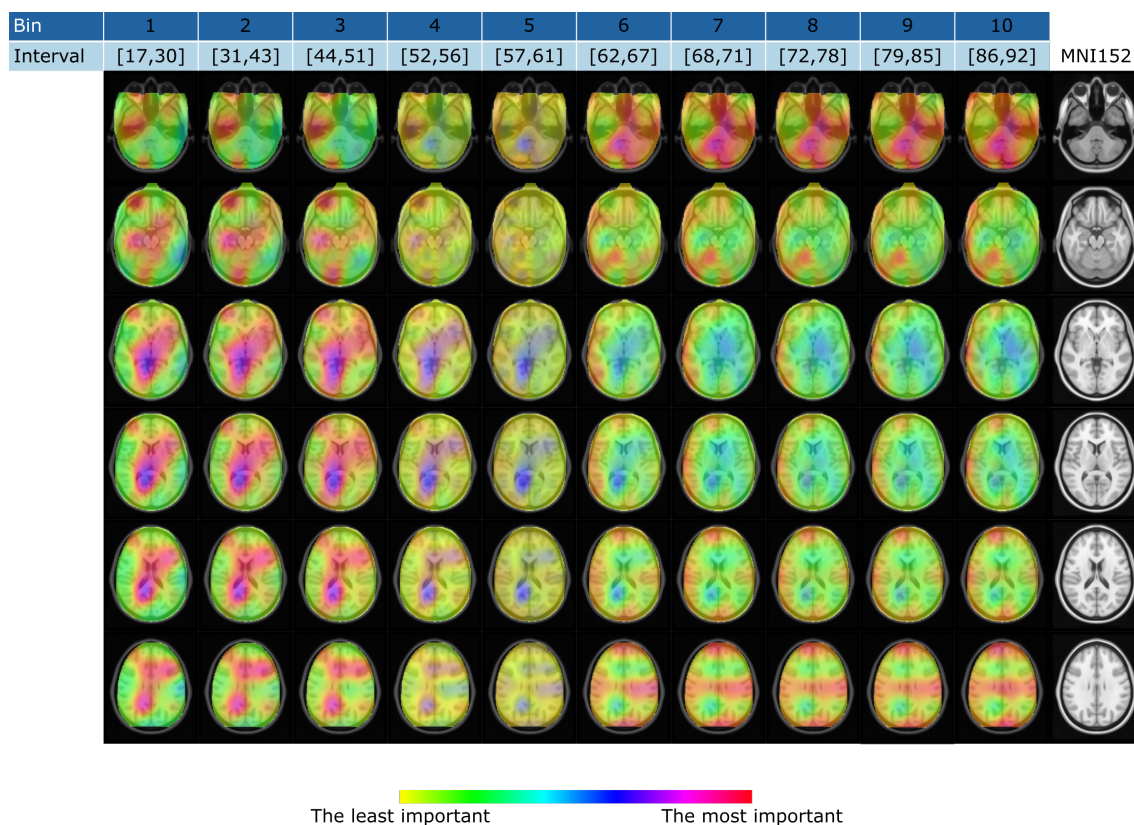 Bin 1 2 3 4 5 6 7 8 9 10
Interval [17,30] [31,43] [44,51] [52,56] [57,61] [62,67] [68,71] [72,78] [79,85] [86,92] MNI152
The least important The most important